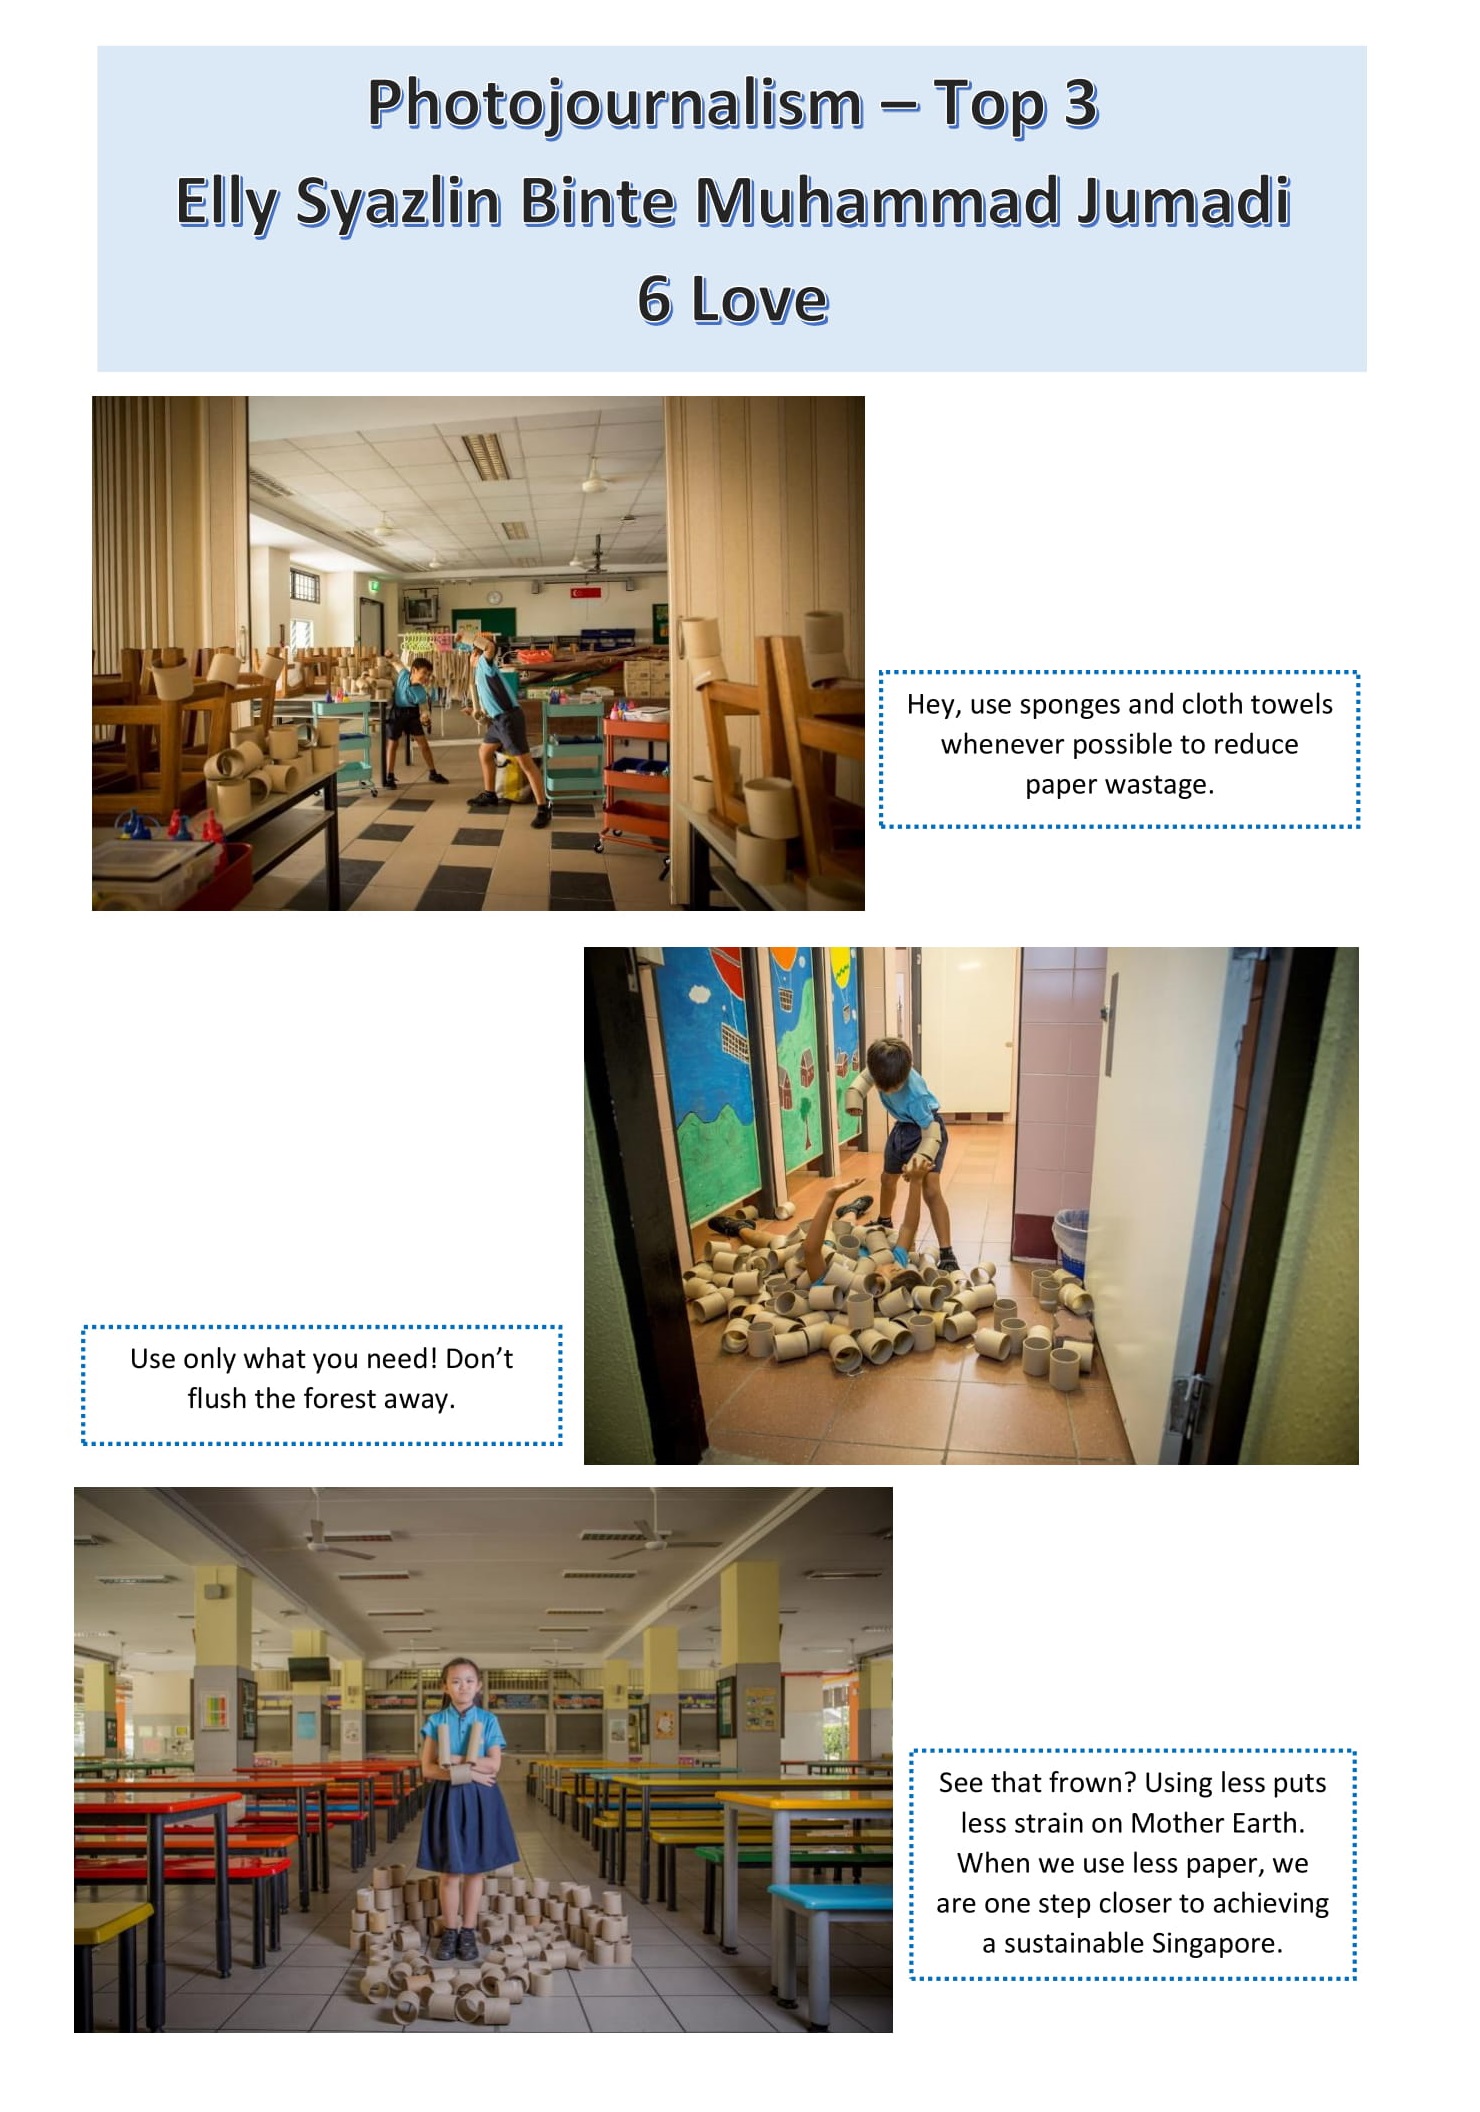 Photojournalism – Top 3
Elly Syazlin Binte Muhammad Jumadi
6 Love
Hey, use sponges and cloth towels
whenever possible to reduce
paper wastage.
Use only what you need! Don’t
flush the forest away.
See that frown? Using less puts
less strain on Mother Earth.
When we use less paper, we
are one step closer to achieving
a sustainable Singapore.